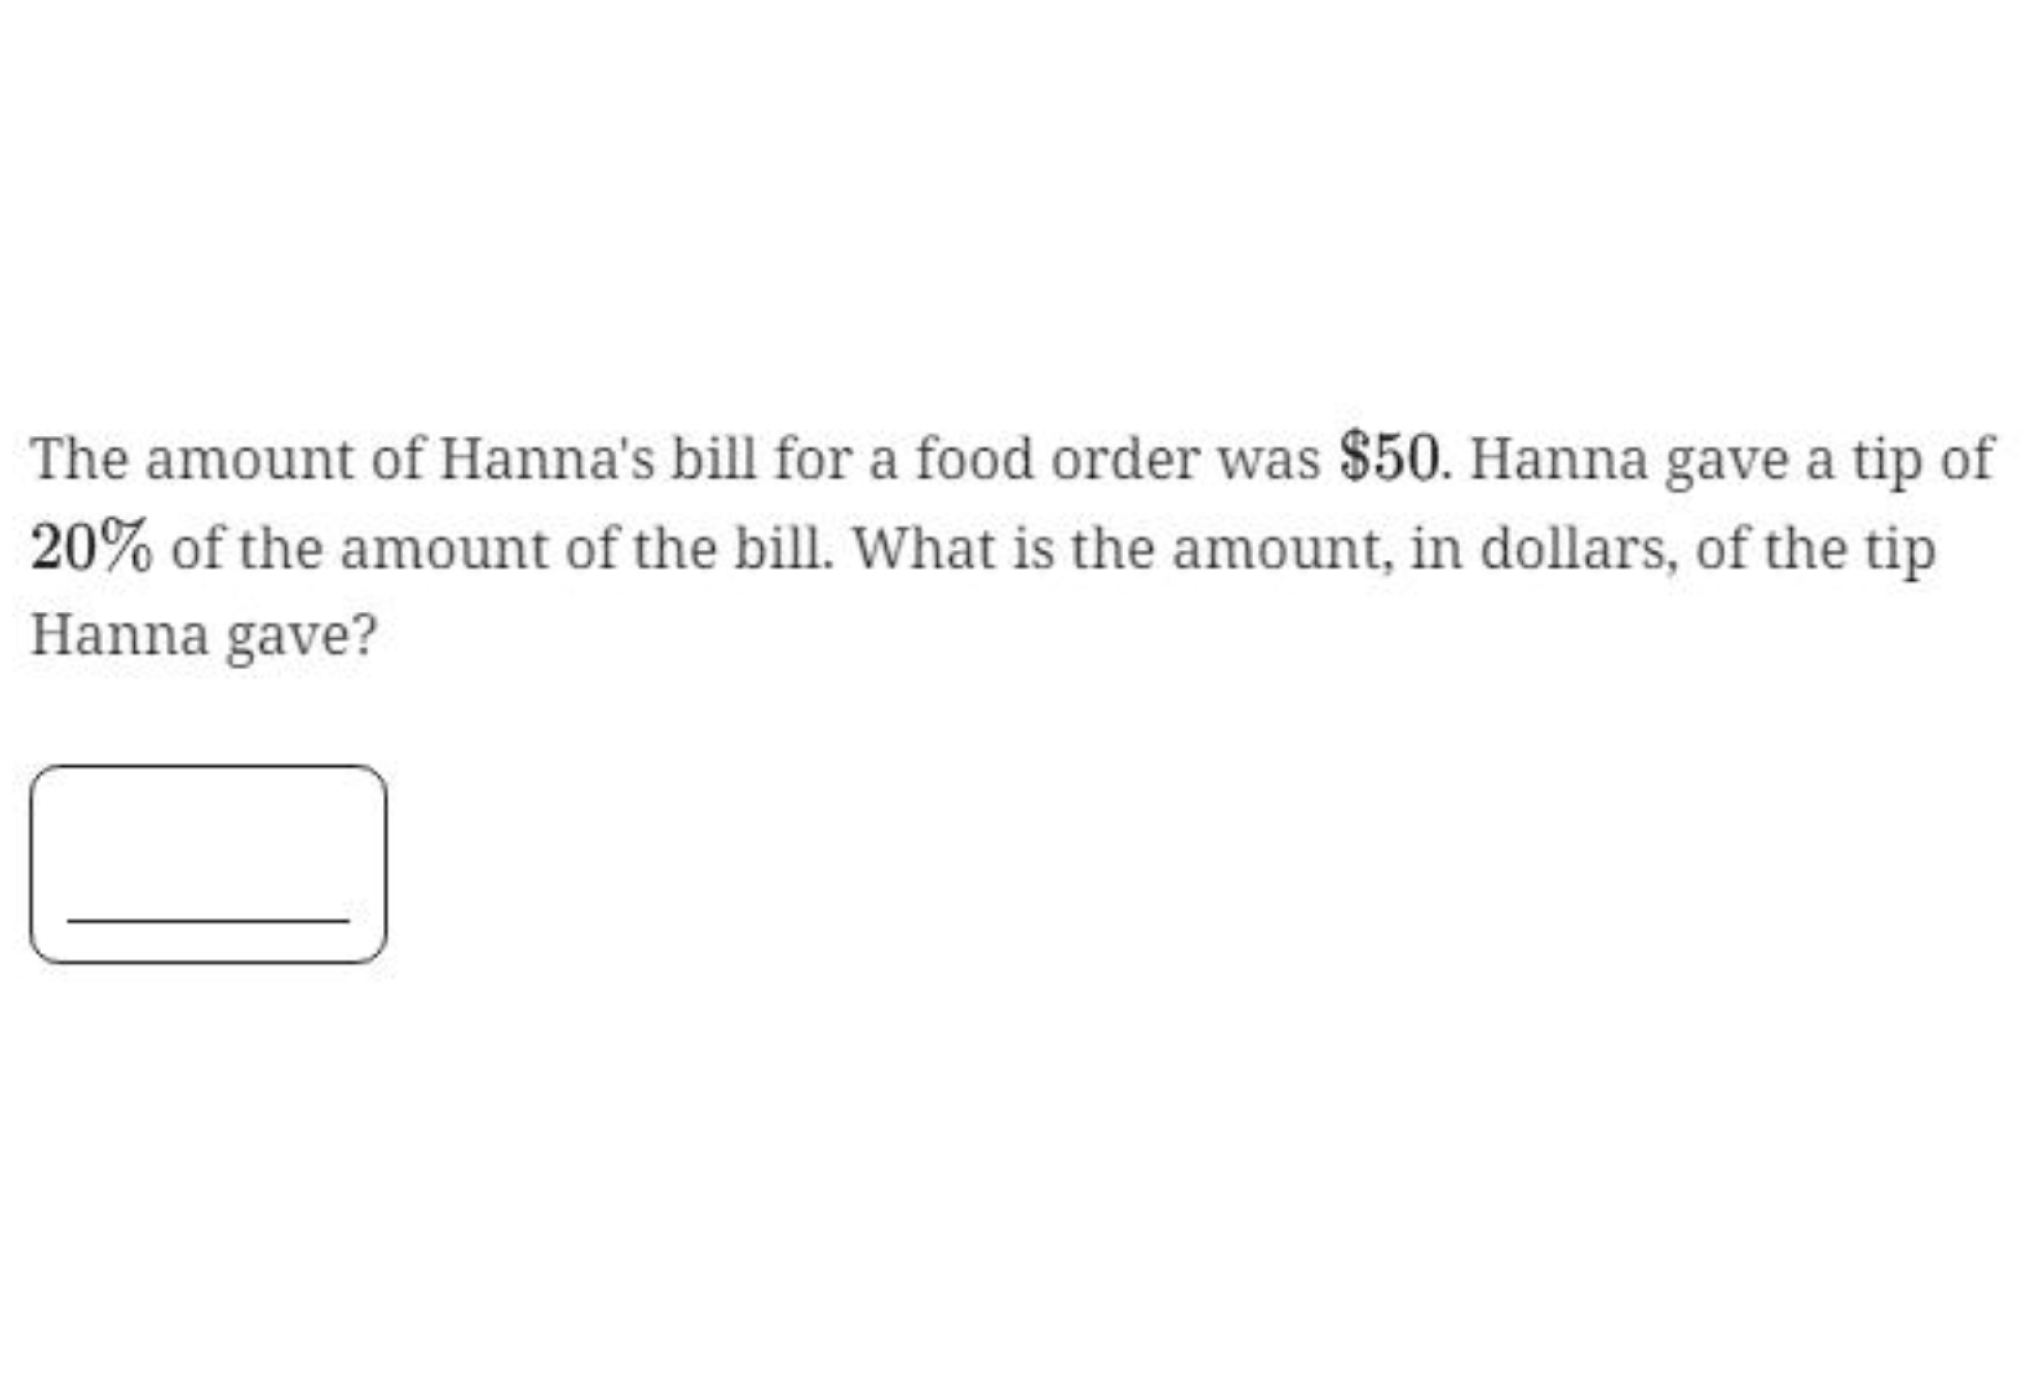 The amount of Hanna's bill for a food order was $50. Hanna gave a tip of
20% of the amount of the bill. What is the amount, in dollars, of the tip
Hanna gave?